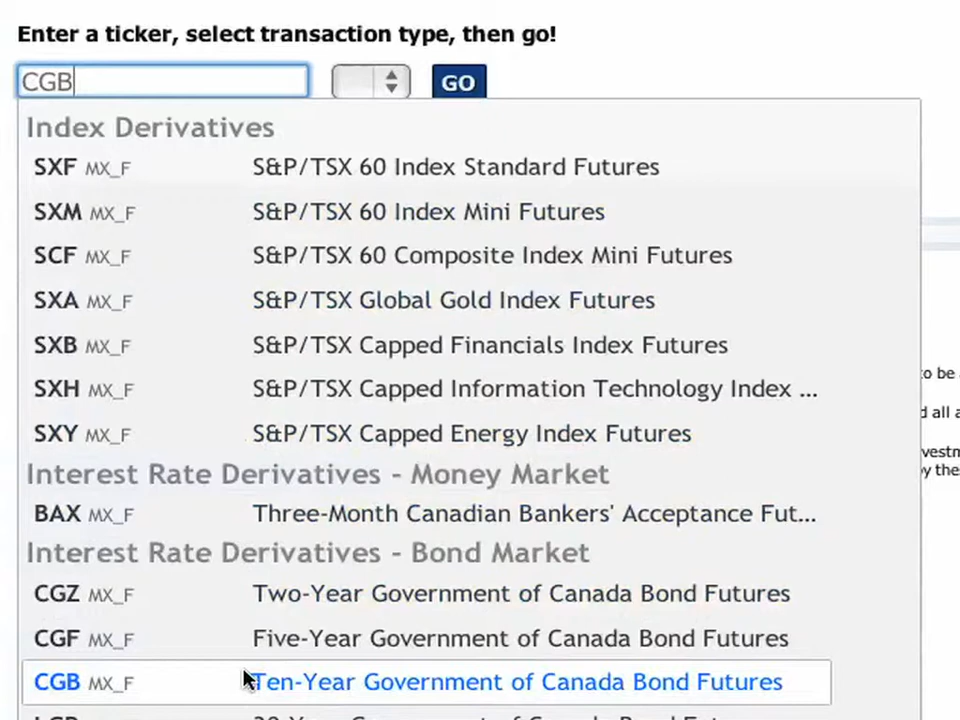 Enter a ticker, select transaction type, then go!
CGB GO
Index Derivatives
SXF MX_F S&P/TSX 60 Index Standard Futures
SXM MX_F S&P/TSX 60 Index Mini Futures
SCF MX_F S&P/TSX 60 Composite Index Mini Futures
SXA MX_F S&P/TSX Global Gold Index Futures
SXB MX_F S&P/TSX Capped Financials Index Futures
o be
SXH MX_F S&P/TSX Capped Information Technology Index ...
d all a
SXY MX_F S&P/TSX Capped Energy Index Futures
vestm
y the
Interest Rate Derivatives - Money Market
BAX MX_F Three-Month Canadian Bankers' Acceptance Fut...
Interest Rate Derivatives - Bond Market
CGZ MX_F Two-Year Government of Canada Bond Futures
CGF MX_F Five-Year Government of Canada Bond Futures
CGB MX_F Ten-Year Government of Canada Bond Futures